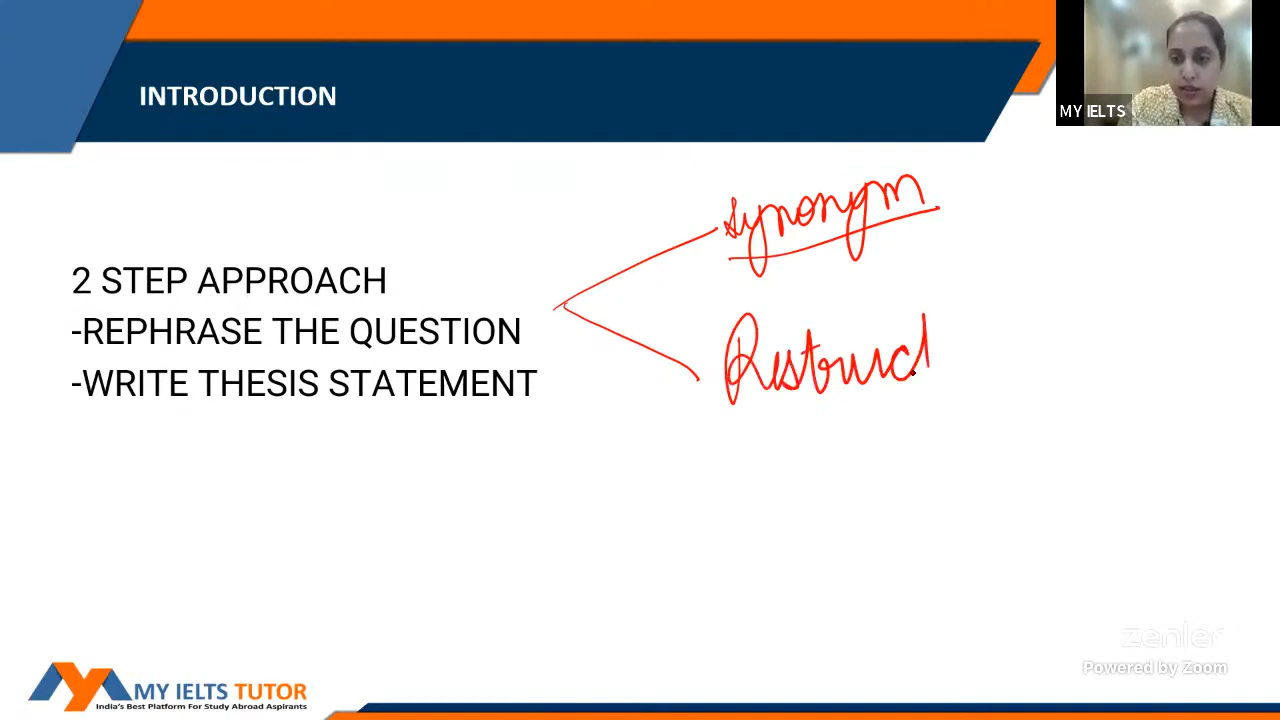 INTRODUCTION
MY IELTS
synonym
2 STEP APPROACH
-REPHRASE THE QUESTION
-WRITE THESIS STATEMENT
Restruct
zenler
Powered by Zoom
MY IELTS TUTOR
India's Best Platform For Study Abroad Aspirants